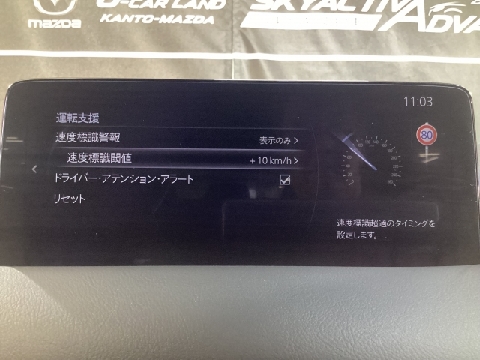 mazda
U-CAR LAND
KANTO-MAZDA
SKYACTIV ADVA
11:03
運転支援
速度標識警報 表示のみ >
速度標識閾値 +10 km/h >
ドライバー・アテンション・アラート
リセット
80
速度標識超過のタイミングを
設定します。